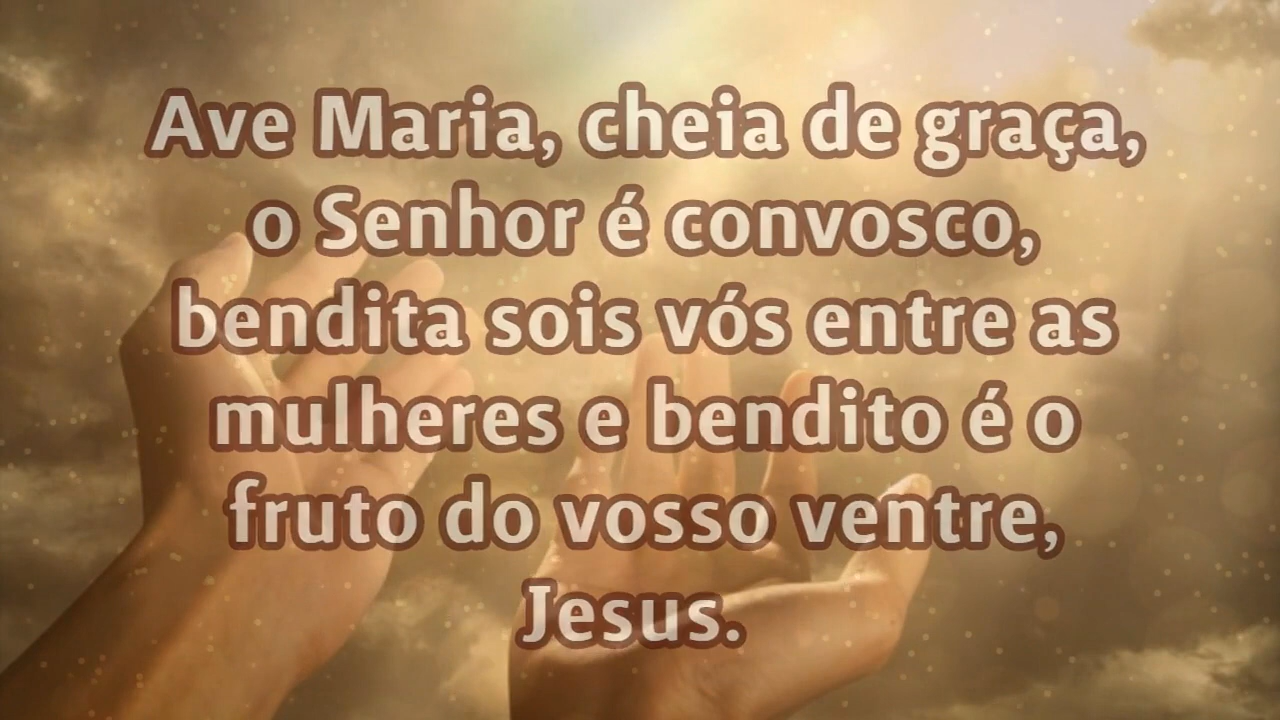 Ave Maria, cheia de graça,
o Senhor é convosco,
bendita sois vós entre as
mulheres e bendito é o
fruto do vosso ventre,
Jesus.